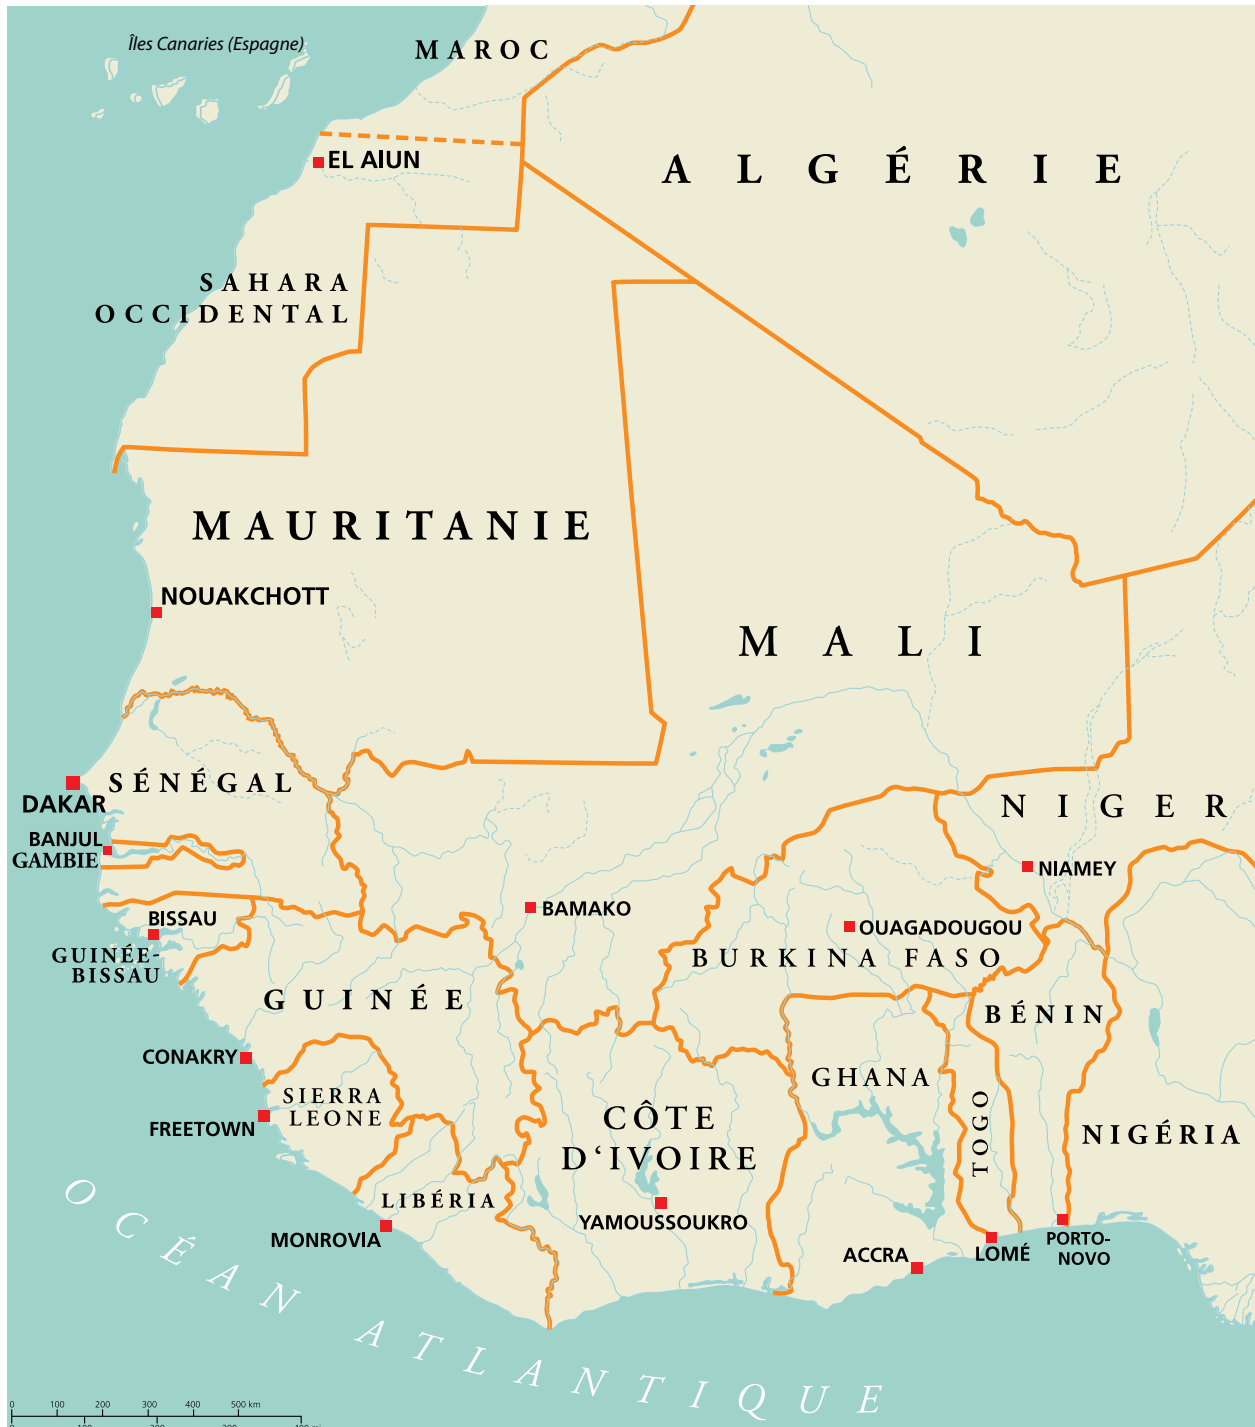 Îles Canaries (Espagne)
MAROC
EL AIUN
ALGÉRIE
SAHARA
OCCIDENTAL
MAURITANIE
NOUAKCHOTT
MALI
SÉNÉGAL
DAKAR
NIGER
BANJUL
GAMBIE
NIAMEY
BAMAKO
BISSAU
OUAGADOUGOU
GUINÉE-
BISSAU
BURKINA FASO
GUINÉE
BÉNIN
CONAKRY
GHANA
SIERRA
LEONE
FREETOWN
CÔTE
D‘IVOIRE
TOGO
NIGÉRIA
LIBÉRIA
YAMOUSSOUKRO
MONROVIA
ACCRA
LOMÉ
PORTO-
NOVO
OCÉAN ATLANTIQUE
0 100 200 300 400 500 km